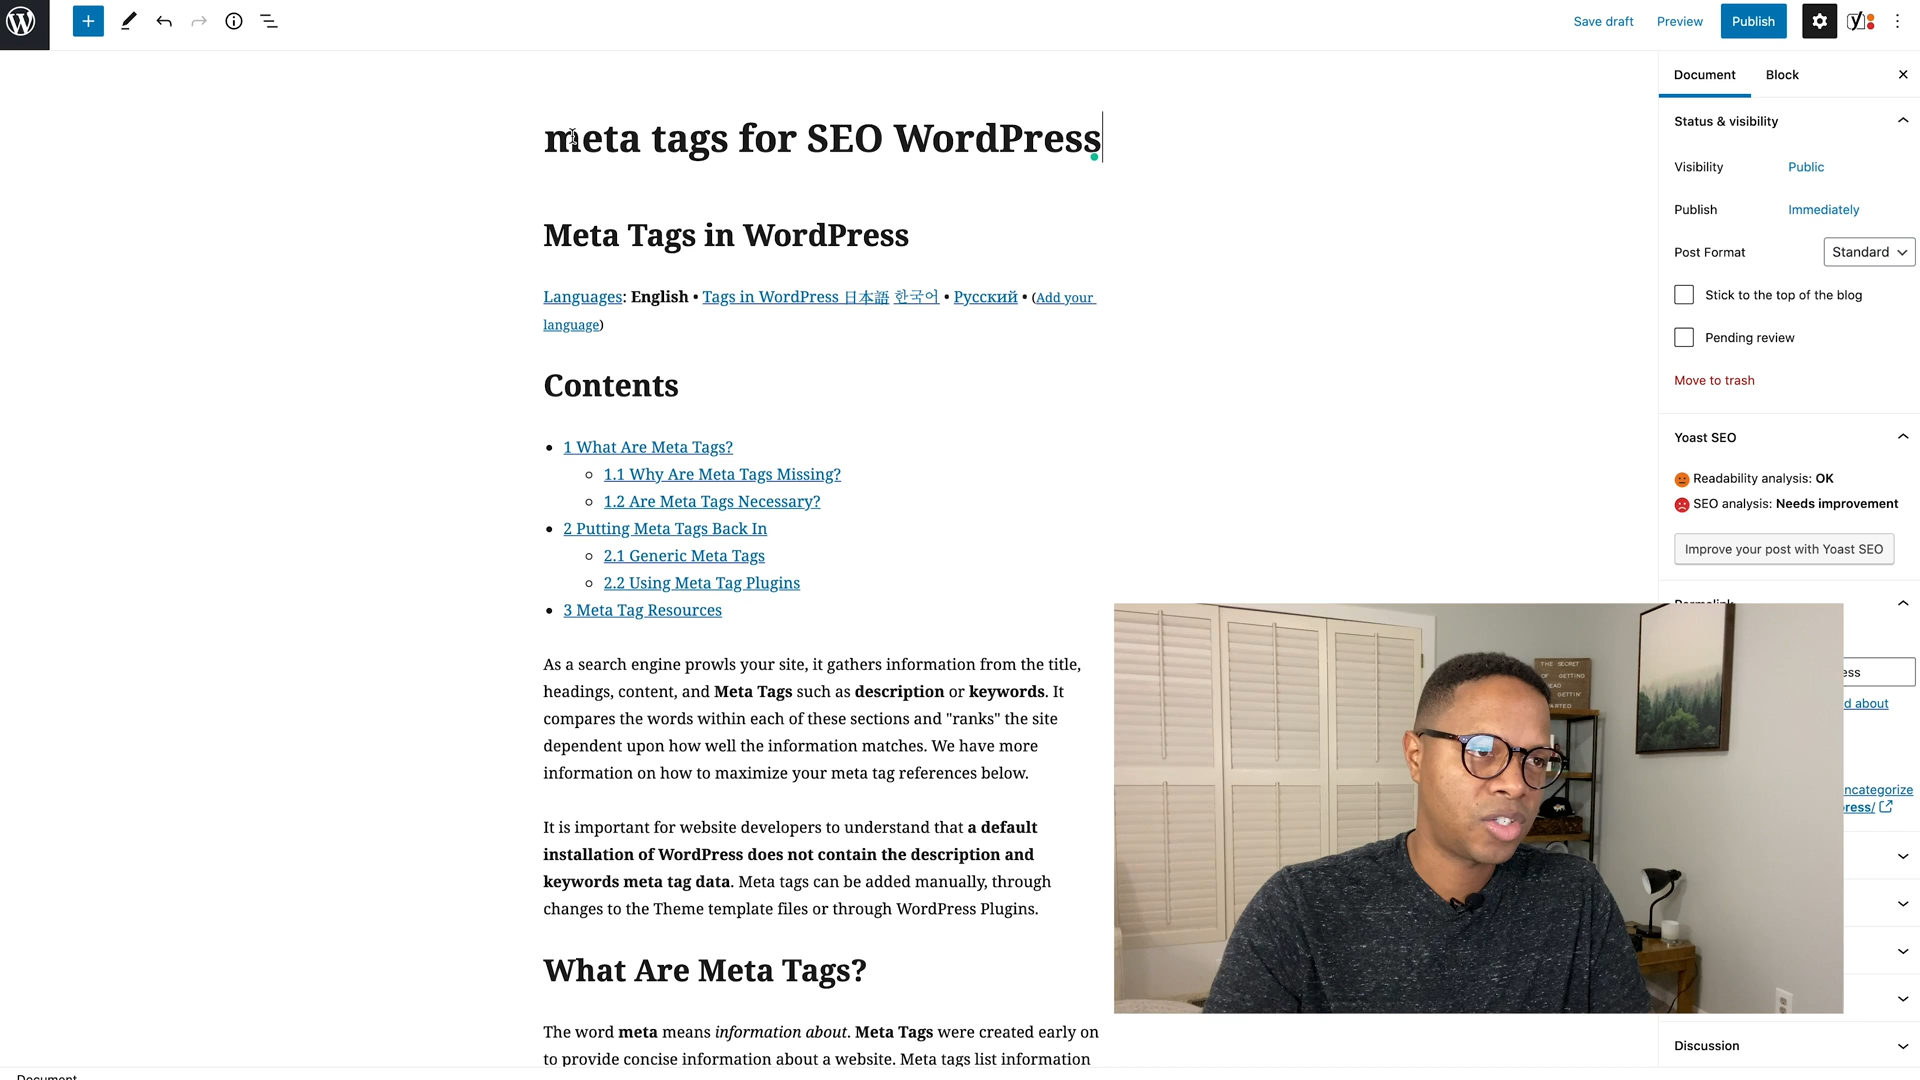 Save draft
Preview
Publish
Document
Block
meta tags for SEO WordPress
Status & visibility
Visibility
Public
Publish
Immediately
Post Format
Standard
Stick to the top of the blog
Pending review
Move to trash
Meta Tags in WordPress
Languages: English • Tags in WordPress 日本語 한국어 • Русский • (Add your
language)
Contents
1 What Are Meta Tags?
1.1 Why Are Meta Tags Missing?
1.2 Are Meta Tags Necessary?
2 Putting Meta Tags Back In
2.1 Generic Meta Tags
2.2 Using Meta Tag Plugins
3 Meta Tag Resources
Yoast SEO
Readability analysis: OK
SEO analysis: Needs improvement
Improve your post with Yoast SEO
Permalink
ess
d about
ncategorize
ress/
As a search engine prowls your site, it gathers information from the title,
headings, content, and Meta Tags such as description or keywords. It
compares the words within each of these sections and "ranks" the site
dependent upon how well the information matches. We have more
information on how to maximize your meta tag references below.
It is important for website developers to understand that a default
installation of WordPress does not contain the description and
keywords meta tag data. Meta tags can be added manually, through
changes to the Theme template files or through WordPress Plugins.
What Are Meta Tags?
The word meta means information about. Meta Tags were created early on
to provide concise information about a website. Meta tags list information
THE SECRET
OF GETTING
GETTIN'
Discussion
Document